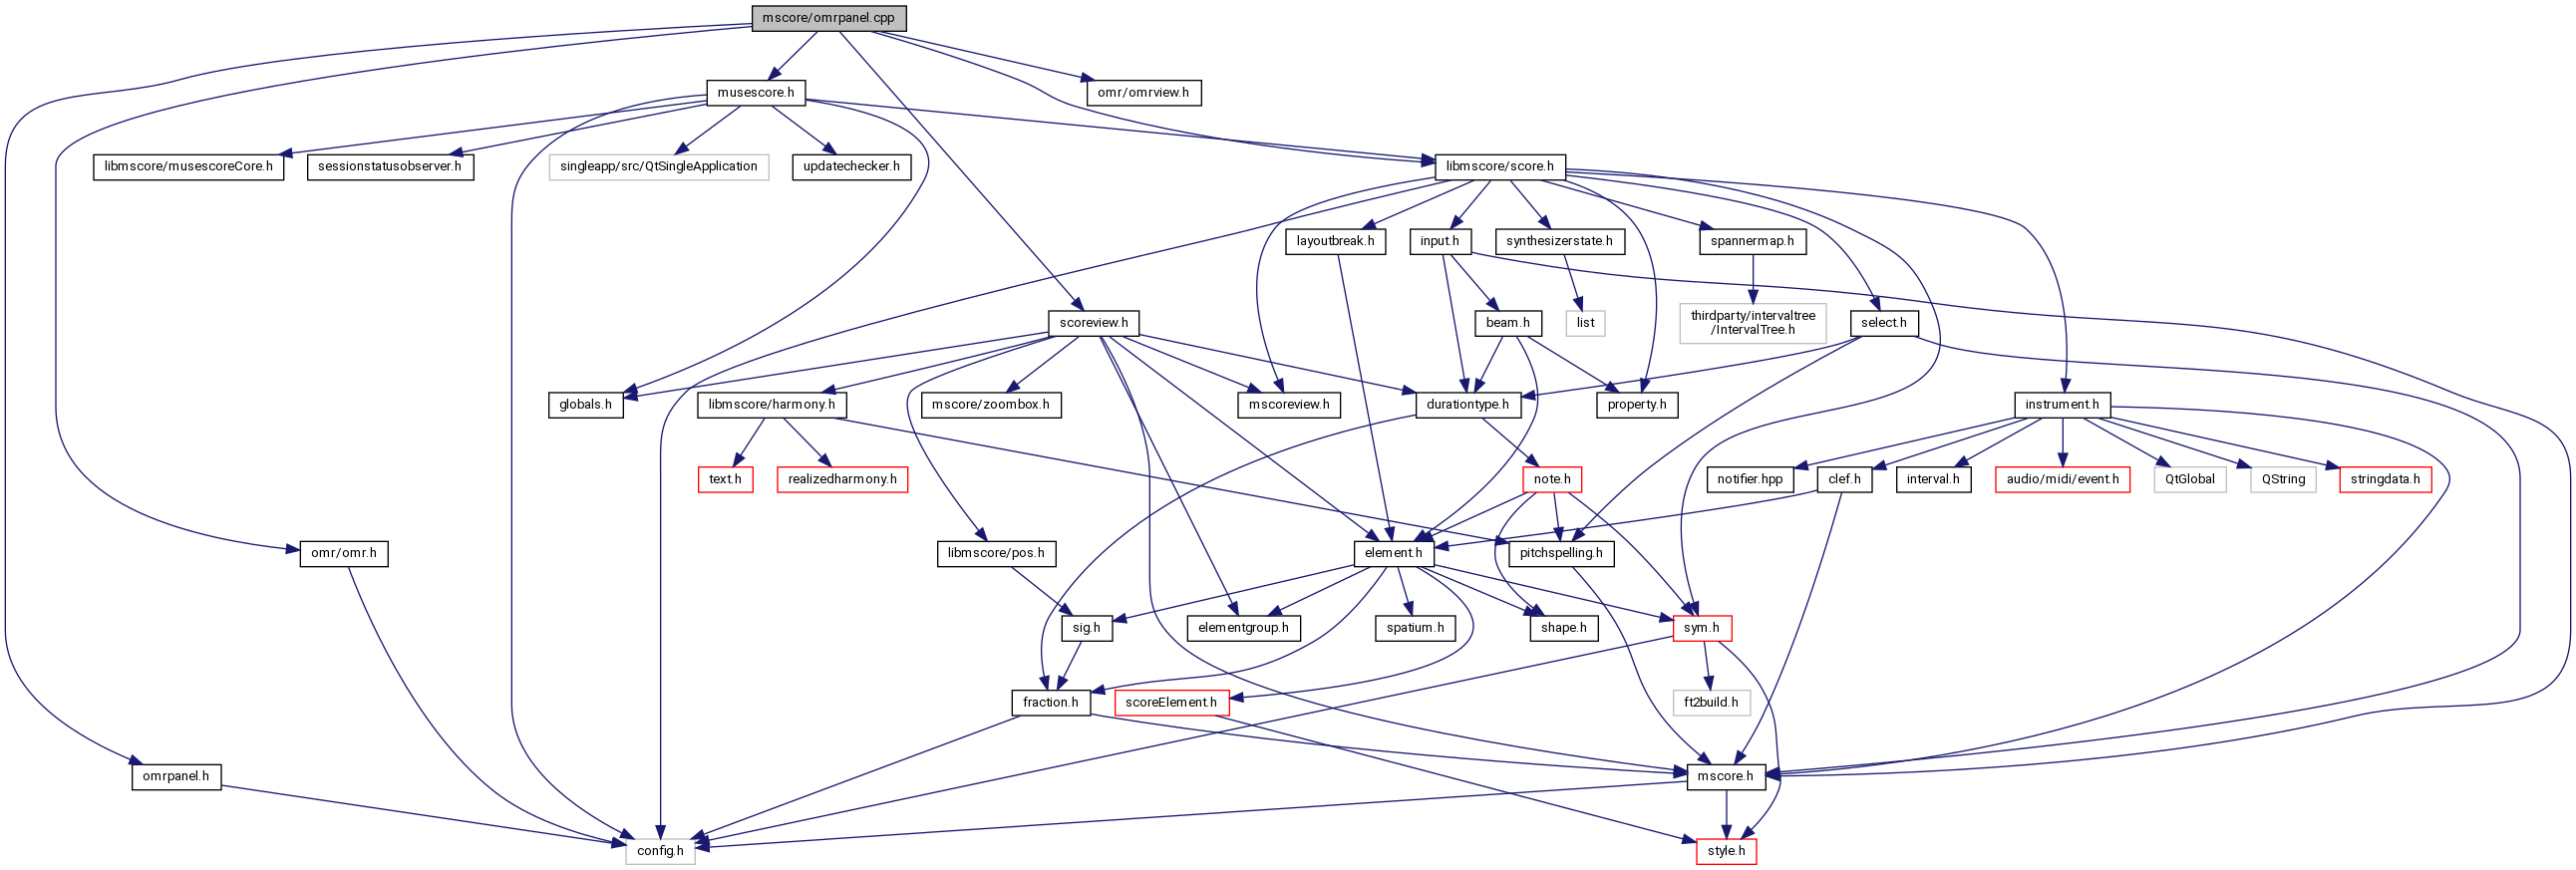 mscore/omrpanel.cpp
musescore.h
omr/omrview.h
libmscore/musescoreCore.h
sessionstatusobserver.h
singleapp/src/QtSingleApplication
updatechecker.h
libmscore/score.h
layoutbreak.h
input.h
synthesizerstate.h
spannermap.h
scoreview.h
beam.h
list
thirdparty/intervaltree
/IntervalTree.h
select.h
globals.h
libmscore/harmony.h
mscore/zoombox.h
mscoreview.h
durationtype.h
property.h
instrument.h
text.h
realizedharmony.h
note.h
notifier.hpp
clef.h
interval.h
audio/midi/event.h
QtGlobal
QString
stringdata.h
omr/omr.h
libmscore/pos.h
element.h
pitchspelling.h
sig.h
elementgroup.h
spatium.h
shape.h
sym.h
fraction.h
scoreElement.h
ft2build.h
omrpanel.h
mscore.h
config.h
style.h